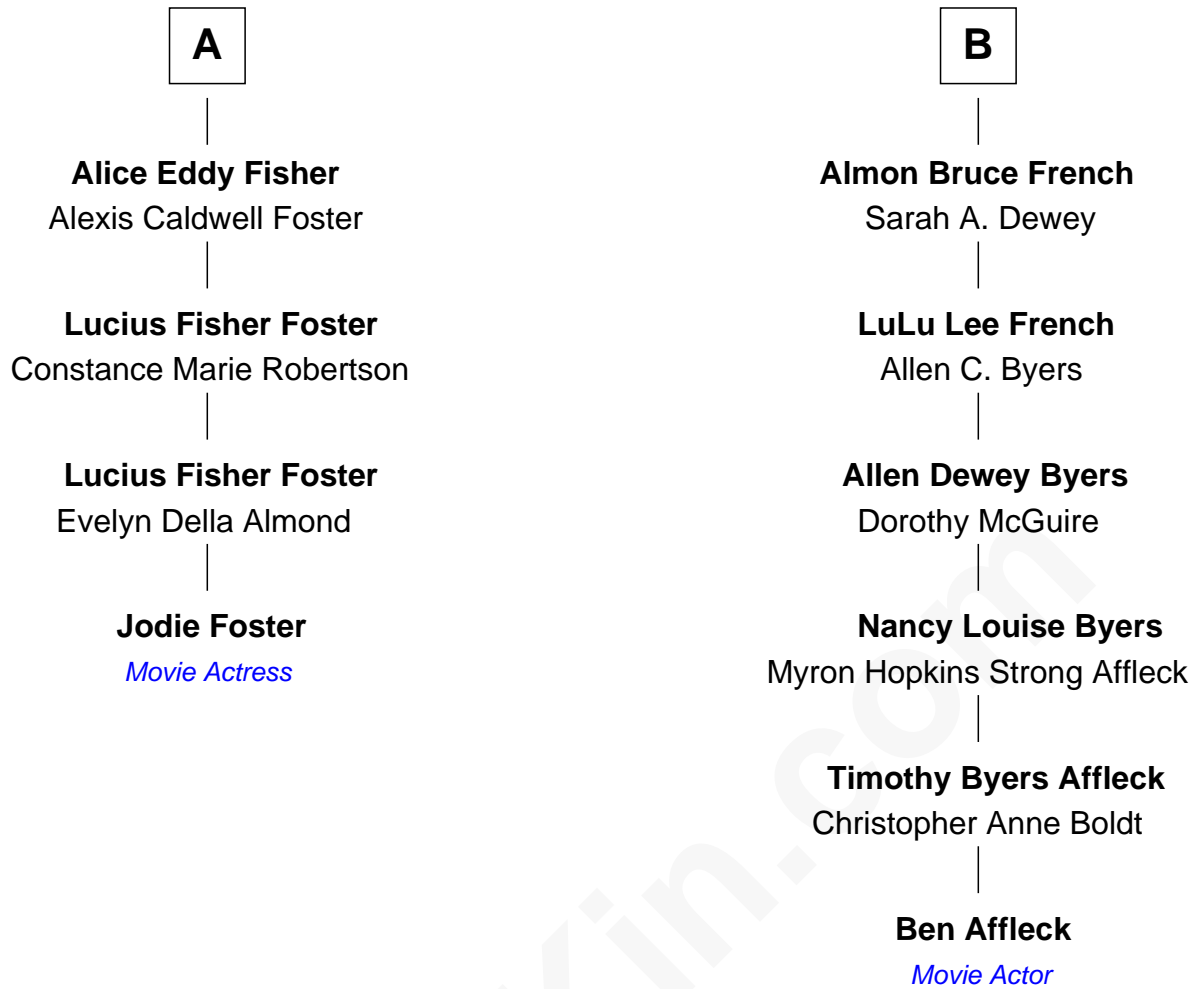 A
Alice Eddy Fisher
Alexis Caldwell Foster
Lucius Fisher Foster
Constance Marie Robertson
Lucius Fisher Foster
Evelyn Della Almond
Jodie Foster
Movie Actress
B
Almon Bruce French
Sarah A. Dewey
LuLu Lee French
Allen C. Byers
Allen Dewey Byers
Dorothy McGuire
Nancy Louise Byers
Myron Hopkins Strong Affleck
Timothy Byers Affleck
Christopher Anne Boldt
Ben Affleck
Movie Actor
Kin.com